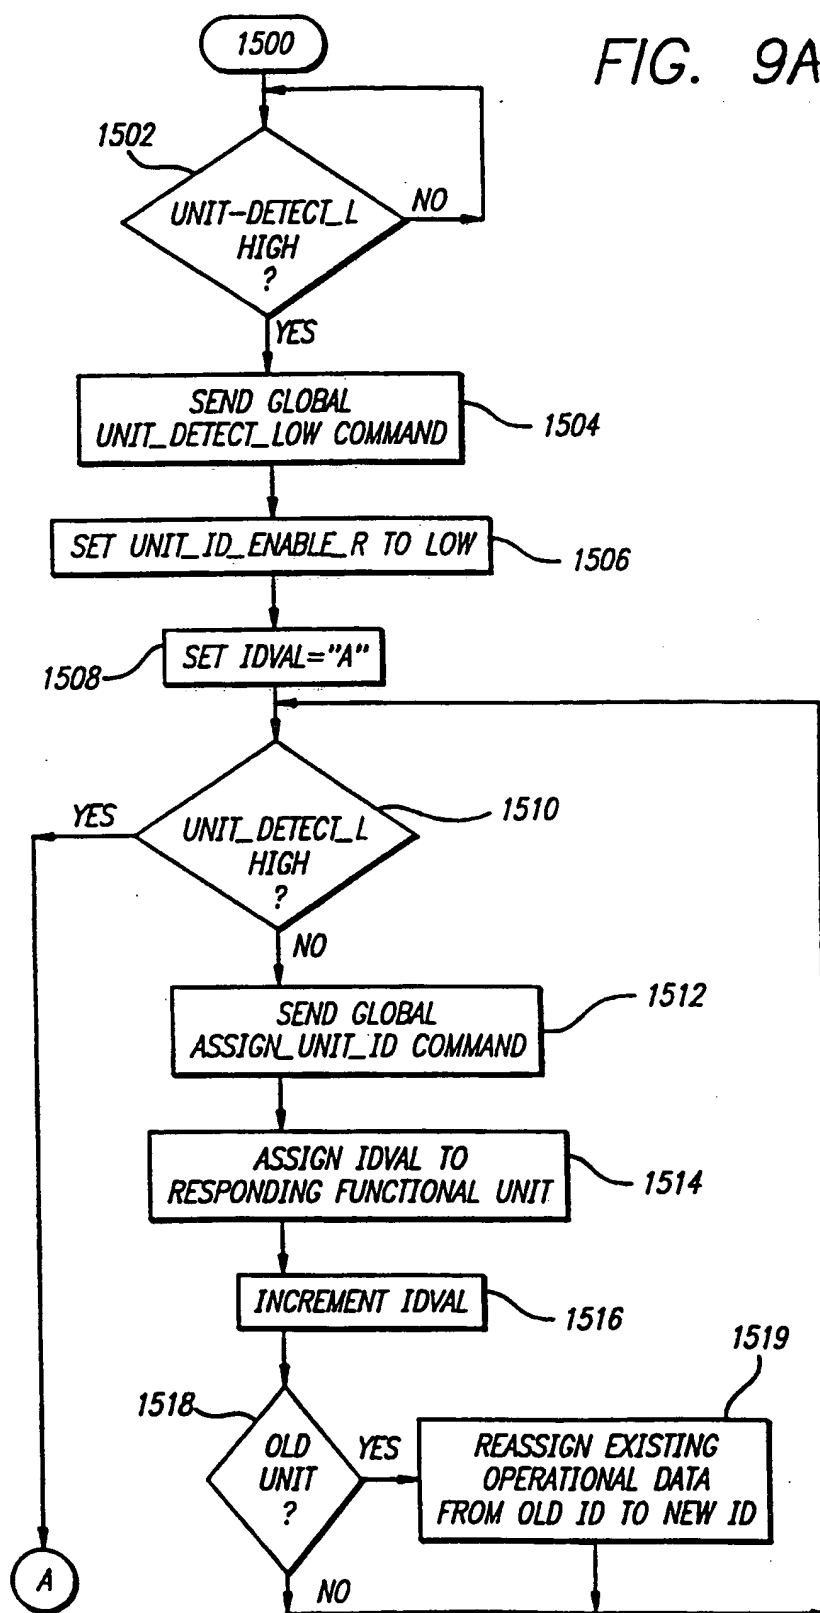 1500
FIG. 9A
1502
UNIT-DETECT_L
HIGH
?
NO
YES
SEND GLOBAL
UNIT_DETECT_LOW COMMAND
1504
SET UNIT_ID_ENABLE_R TO LOW
1506
SET IDVAL="A"
1508
YES
UNIT_DETECT_L
HIGH
?
1510
NO
SEND GLOBAL
ASSIGN_UNIT_ID COMMAND
1512
ASSIGN IDVAL TO
RESPONDING FUNCTIONAL UNIT
1514
INCREMENT IDVAL
1516
1518
OLD
UNIT
?
YES
1519
REASSIGN EXISTING
OPERATIONAL DATA
FROM OLD ID TO NEW ID
A
NO